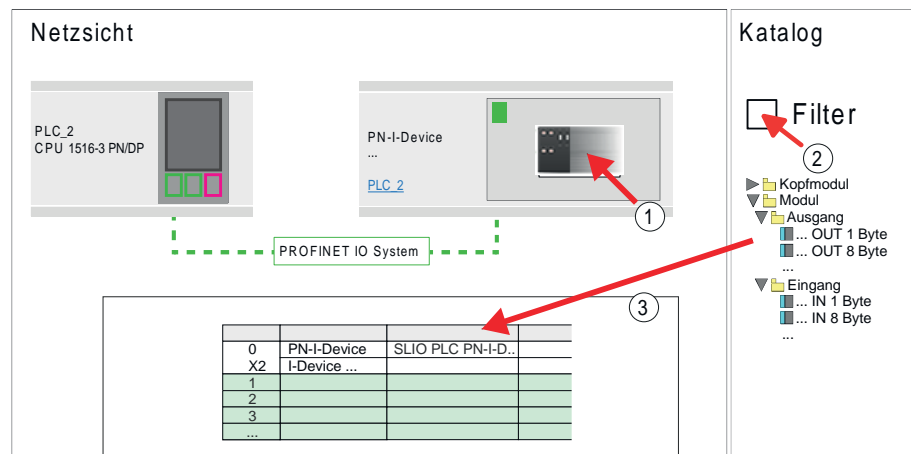 Netzsicht
PLC_2
CPU 1516-3 PN/DP
PN-I-Device
...
PLC_2
1
PROFINET IO System
3
0 PN-I-Device SLIO PLC PN-I-D..
X2 I-Device ...
1
2
3
...
Katalog
Filter
2
Kopfmodul
Modul
Ausgang
... OUT 1 Byte
... OUT 8 Byte
...
Eingang
... IN 1 Byte
... IN 8 Byte
...